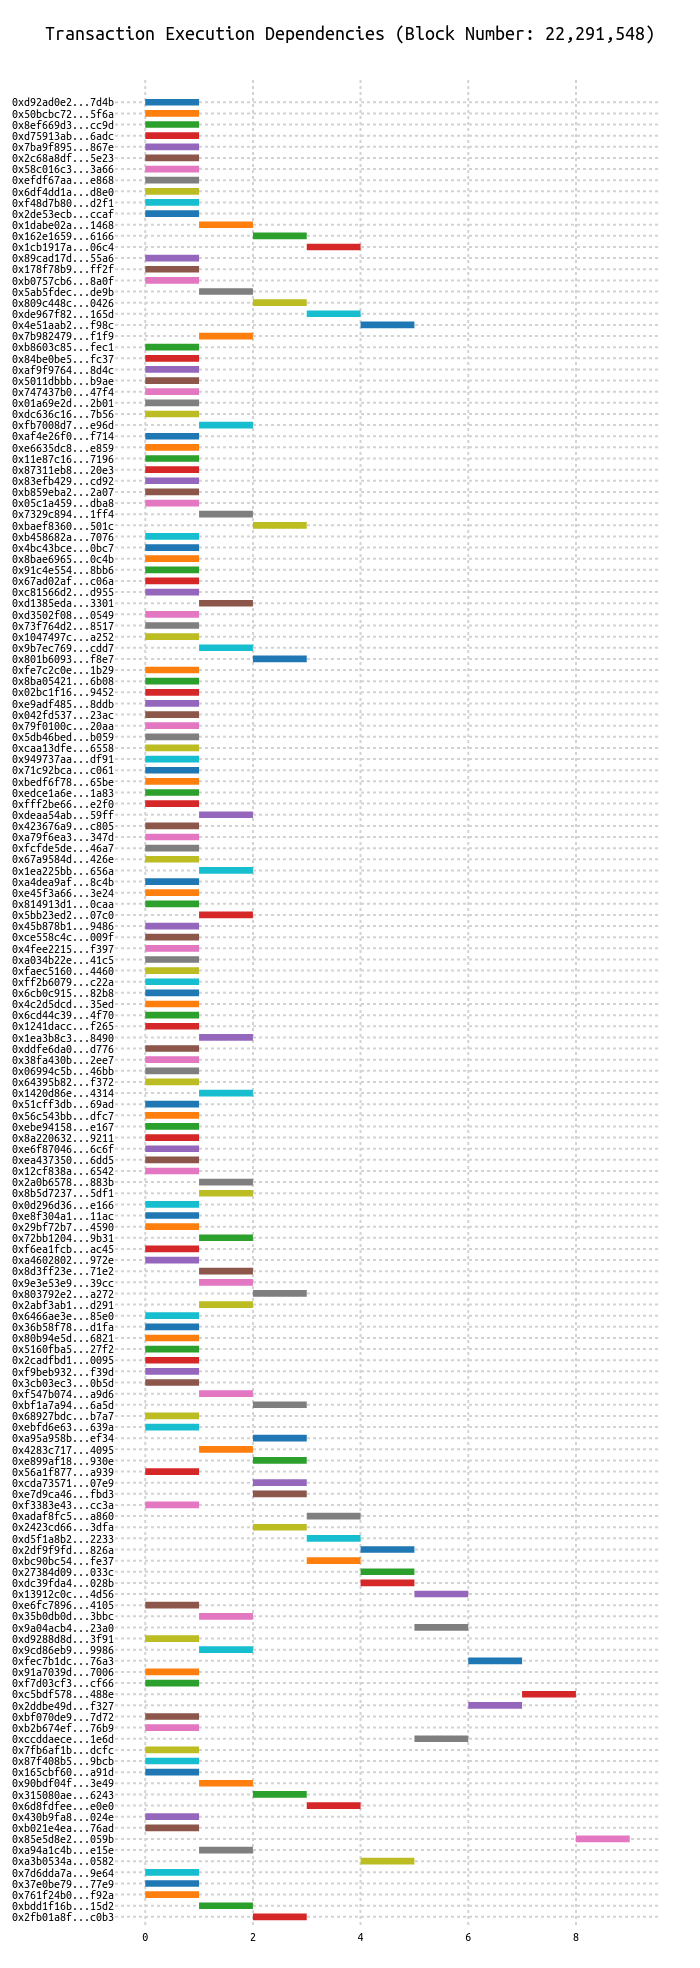 Transaction Execution Dependencies (Block Number: 22,291,548)
0xd92ad0e2...7d4b
0x50bcbc72...5f6a
0x8ef669d3...cc9d
0xd75913ab...6adc
0x7ba9f895...867e
0x2c68a8df...5e23
0x58c016c3...3a66
0xefdf67aa...e868
0x6df4dd1a...d8e0
0xf48d7b80...d2f1
0x2de53ecb...ccaf
0x1dabe02a...1468
0x162e1659...6166
0x1cb1917a...06c4
0x89cad17d...55a6
0x178f78b9...ff2f
0xb0757cb6...8a0f
0x5ab5fdec...de9b
0x809c448c...0426
0xde967f82...165d
0x4e51aab2...f98c
0x7b982479...f1f9
0xb8603c85...fec1
0x84be0be5...fc37
0xaf9f9764...8d4c
0x5011dbbb...b9ae
0x747437b0...47f4
0x01a69e2d...2b01
0xdc636c16...7b56
0xfb7008d7...e96d
0xaf4e26f0...f714
0xe6635dc8...e859
0x11e87c16...7196
0x87311eb8...20e3
0x83efb429...cd92
0xb859eba2...2a07
0x05c1a459...dba8
0x7329c894...1ff4
0xbaef8360...501c
0xb458682a...7076
0x4bc43bce...0bc7
0x8bae6965...0c4b
0x91c4e554...8bb6
0x67ad02af...c06a
0xc81566d2...d955
0xd1385eda...3301
0xd3502f08...0549
0x73f764d2...8517
0x1047497c...a252
0x9b7ec769...cdd7
0x801b6093...f8e7
0xfe7c2c0e...1b29
0x8ba05421...6b08
0x02bc1f16...9452
0xe9adf485...8ddb
0x042fd537...23ac
0x79f0100c...20aa
0x5db46bed...b059
0xcaa13dfe...6558
0x949737aa...df91
0x71c92bca...c061
0xbedf6f78...65be
0xedce1a6e...1a83
0xfff2be66...e2f0
0xdeaa54ab...59ff
0x423676a9...c805
0xa79f6ea3...347d
0xfcfde5de...46a7
0x67a9584d...426e
0x1ea225bb...656a
0xa4dea9af...8c4b
0xe45f3a66...3e24
0x814913d1...0caa
0x5bb23ed2...07c0
0x45b878b1...9486
0xce558c4c...009f
0x4fee2215...f397
0xa034b22e...41c5
0xfaec5160...4460
0xff2b6079...c22a
0x6cb0c915...82b8
0x4c2d5dcd...35ed
0x6cd44c39...4f70
0x1241dacc...f265
0x1ea3b8c3...8490
0xddfe6da0...d776
0x38fa430b...2ee7
0x06994c5b...46bb
0x64395b82...f372
0x1420d86e...4314
0x51cff3db...69ad
0x56c543bb...dfc7
0xebe94158...e167
0x8a220632...9211
0xe6f87046...6c6f
0xea437350...6dd5
0x12cf838a...6542
0x2a0b6578...883b
0x8b5d7237...5df1
0x0d296d36...e166
0xe8f304a1...11ac
0x29bf72b7...4590
0x72bb1204...9b31
0xf6ea1fcb...ac45
0xa4602802...972e
0x8d3ff23e...71e2
0x9e3e53e9...39cc
0x803792e2...a272
0x2abf3ab1...d291
0x6466ae3e...85e0
0x36b58f78...d1fa
0x80b94e5d...6821
0x5160fba5...27f2
0x2cadfbd1...0095
0xf9beb932...f39d
0x3cb03ec3...0b5d
0xf547b074...a9d6
0xbf1a7a94...6a5d
0x68927bdc...b7a7
0xebfd6e63...639a
0xa95a958b...ef34
0x4283c717...4095
0xe899af18...930e
0x56a1f877...a939
0xcda73571...07e9
0xe7d9ca46...fbd3
0xf3383e43...cc3a
0xadaf8fc5...a860
0x2423cd66...3dfa
0xd5f1a8b2...2233
0x2df9f9fd...826a
0xbc90bc54...fe37
0x27384d09...033c
0xdc39fda4...028b
0x13912c0c...4d56
0xe6fc7896...4105
0x35b0db0d...3bbc
0x9a04acb4...23a0
0xd9288d8d...3f91
0x9cd86eb9...9986
0xfec7b1dc...76a3
0x91a7039d...7006
0xf7d03cf3...cf66
0xc5bdf578...488e
0x2ddbe49d...f327
0xbf070de9...7d72
0xb2b674ef...76b9
0xccddaece...1e6d
0x7fb6af1b...dcfc
0x87f408b5...9bcb
0x165cbf60...a91d
0x90bdf04f...3e49
0x315080ae...6243
0x6d8fdfee...e0e0
0x430b9fa8...024e
0xb021e4ea...76ad
0x85e5d8e2...059b
0xa94a1c4b...e15e
0xa3b0534a...0582
0x7d6dda7a...9e64
0x37e0be79...77e9
0x761f24b0...f92a
0xbdd1f16b...15d2
0x2fb01a8f...c0b3
0 2 4 6 8